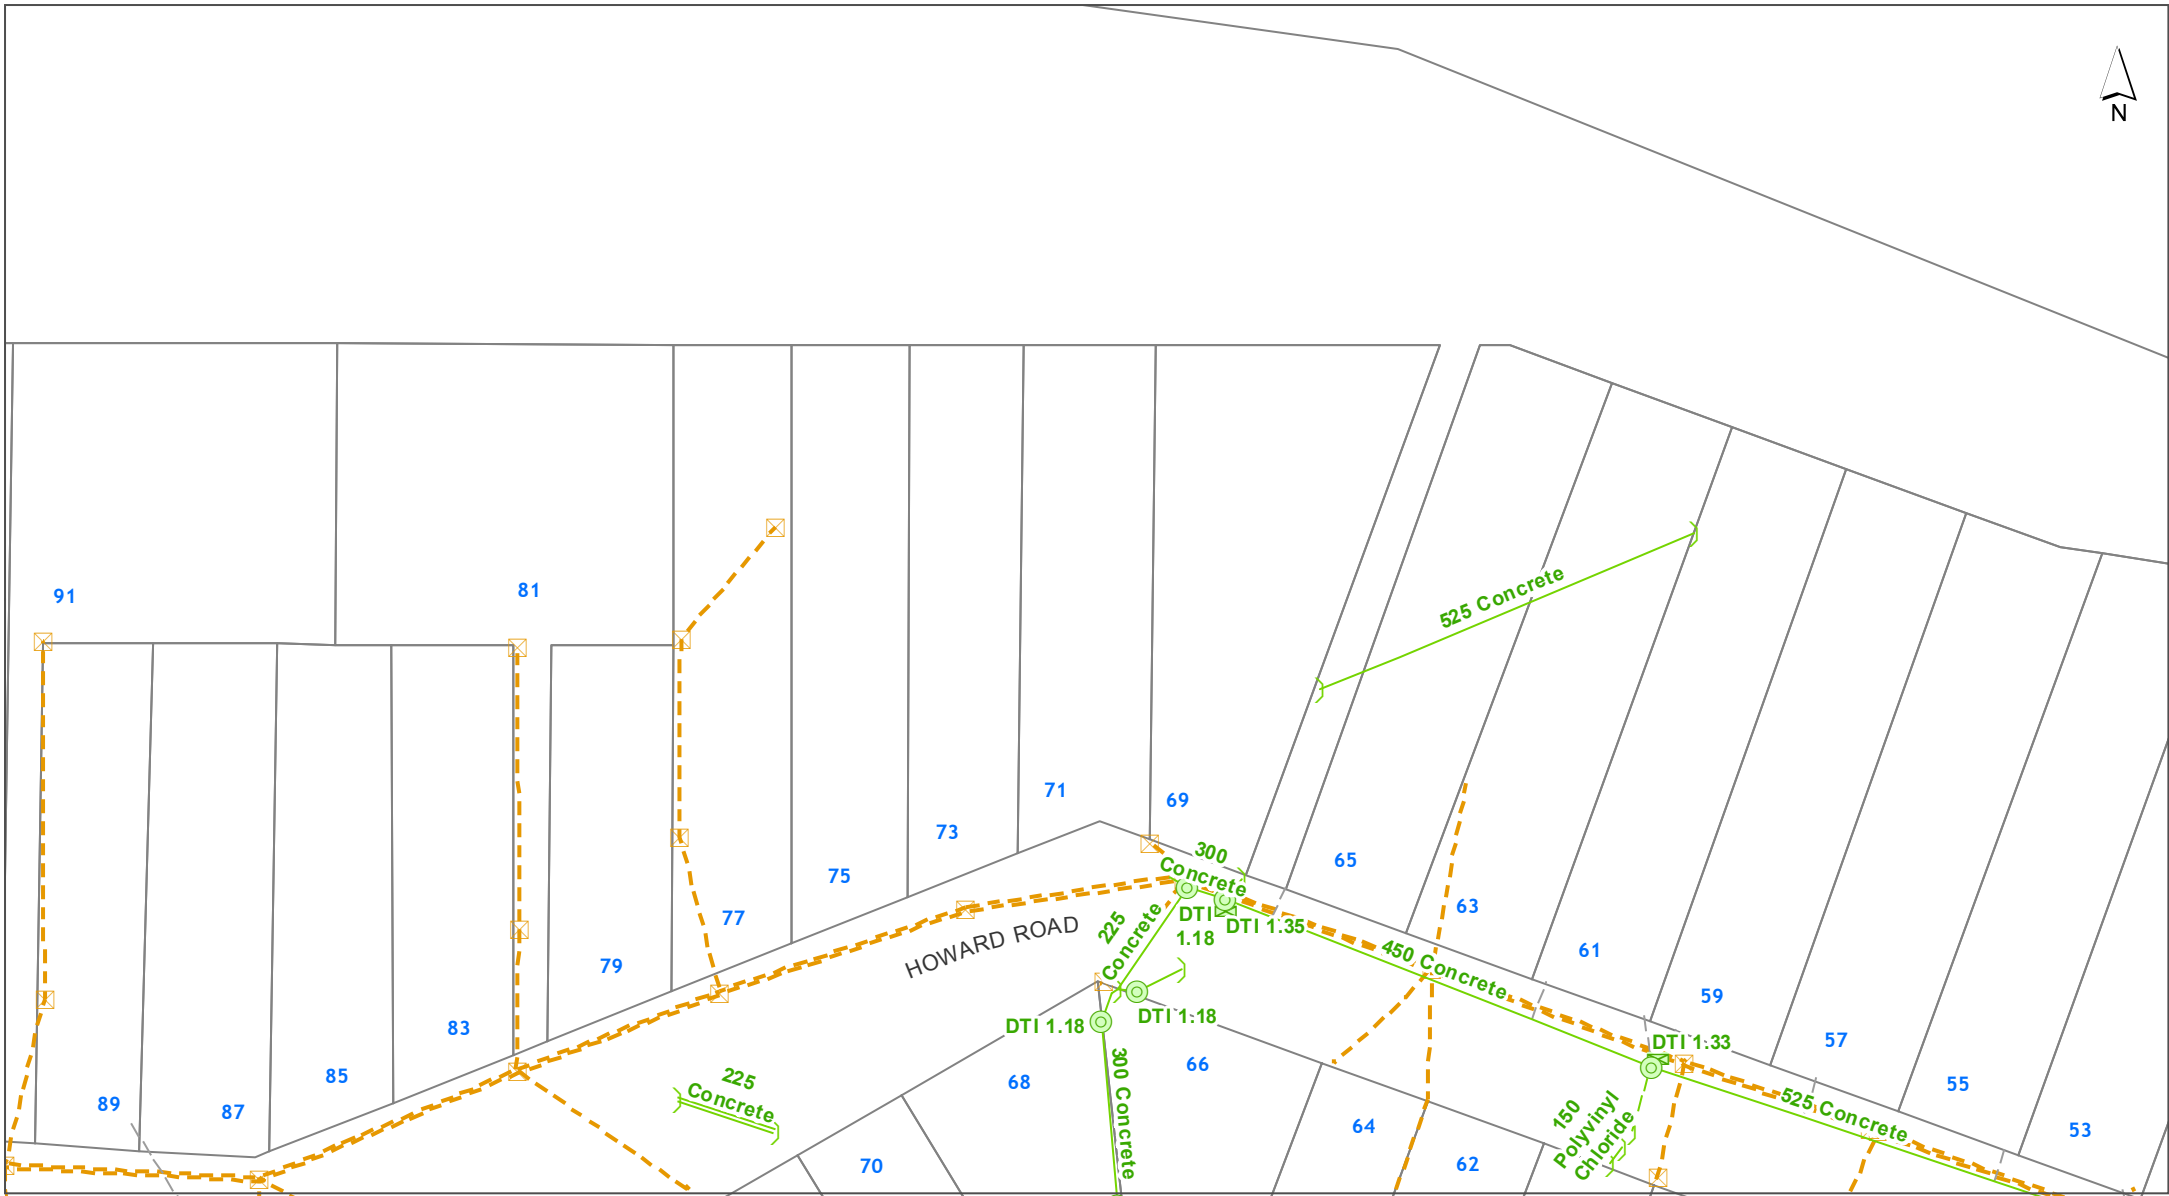 N
91
81
525 Concrete
71
69
73
300
Concrete
65
75
63
77
225
Concrete
DTI
1.18
DTI 1.35
HOWARD ROAD
450 Concrete
61
79
59
DTI 1.18
DTI 1.18
83
57
DTI 1.33
300 Concrete
66
68
85
225
Concrete
55
89
87
150
Polyvinyl
Chloride
525 Concrete
64
53
70
62